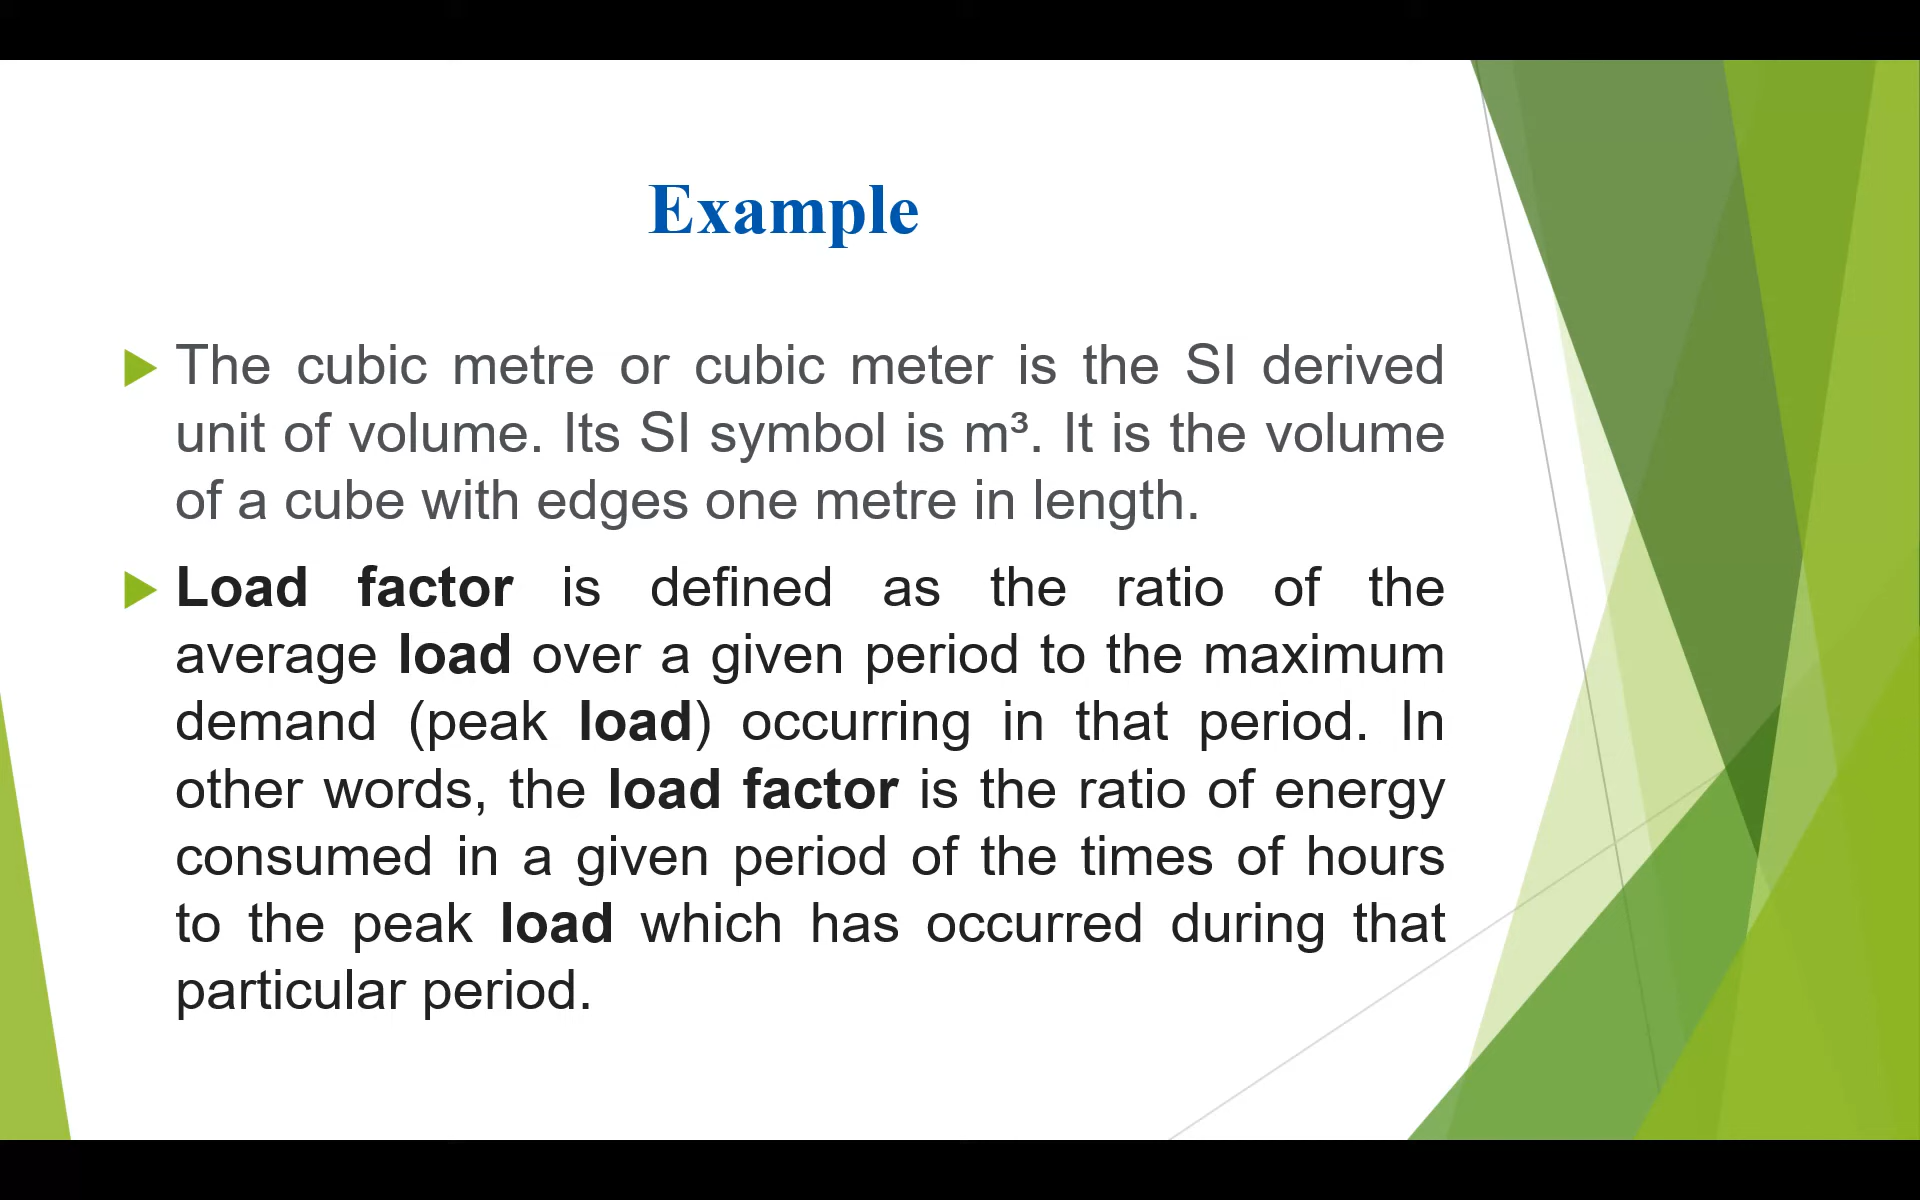 Example
The cubic metre or cubic meter is the SI derived
unit of volume. Its SI symbol is m³. It is the volume
of a cube with edges one metre in length.
Load factor is defined as the ratio of the
average load over a given period to the maximum
demand (peak load) occurring in that period. In
other words, the load factor is the ratio of energy
consumed in a given period of the times of hours
to the peak load which has occurred during that
particular period.